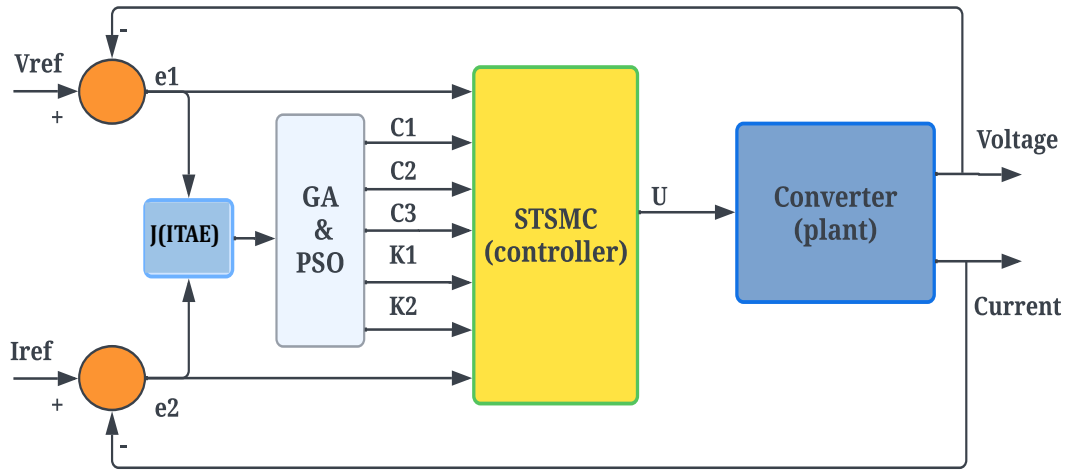 -
Vref
+
e1
J(ITAE)
GA
&
PSO
C1
C2
C3
K1
K2
STSMC
(controller)
U
Converter
(plant)
Voltage
Current
Iref
+
e2
-